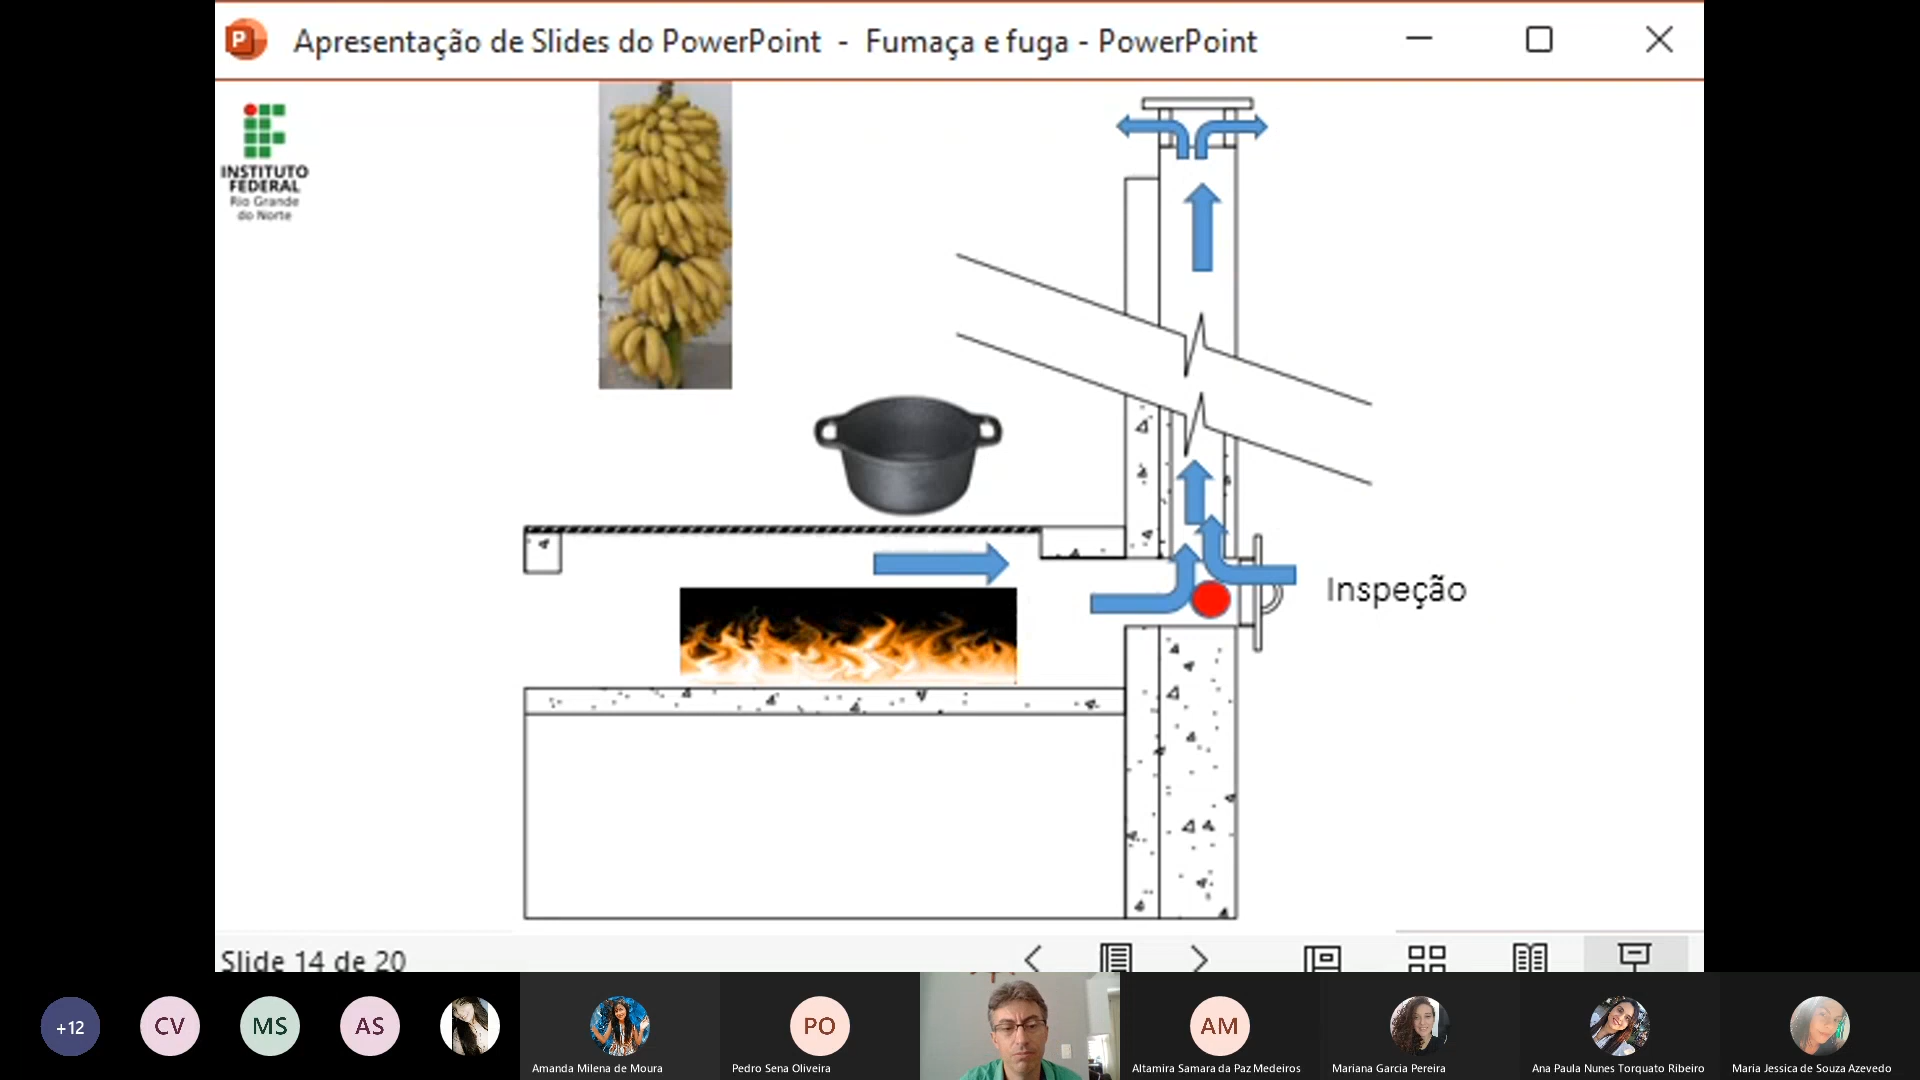 Apresentação de Slides do PowerPoint - Fumaça e fuga - PowerPoint
INSTITUTO
FEDERAL
Rio Grande
do Norte
Inspeção
Slide 14 de 20
+12
CV
MS
AS
PO
AM
Amanda Milena de Moura
Pedro Sena Oliveira
Altamira Samara da Paz Medeiros
Mariana Garcia Pereira
Ana Paula Nunes Torquato Ribeiro
Maria Jessica de Souza Azevedo